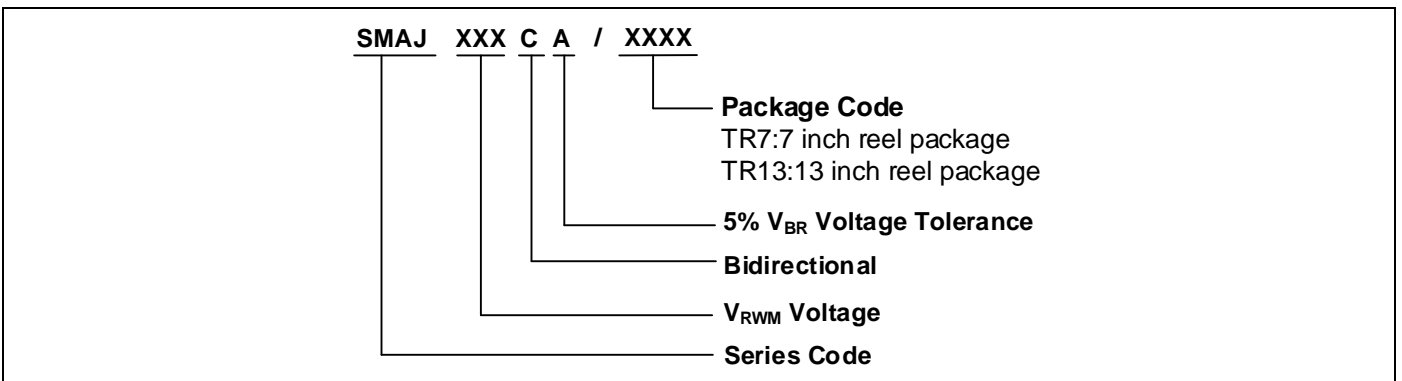 SMAJ XXX C A / XXXX
Package Code
TR7:7 inch reel package
TR13:13 inch reel package
5% VBR Voltage Tolerance
Bidirectional
VRWM Voltage
Series Code